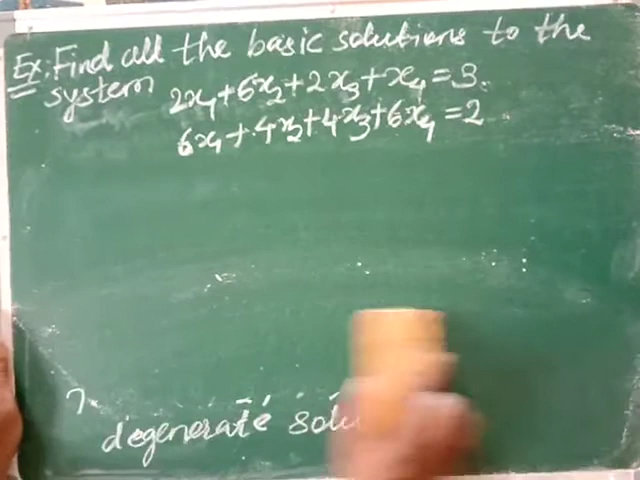 Ex: Find all the basic solutions to the
system 2x₁+6x₂+2x₃+x₄=3.
6x₁+4x₂+4x₃+6x₄=2
degenerate